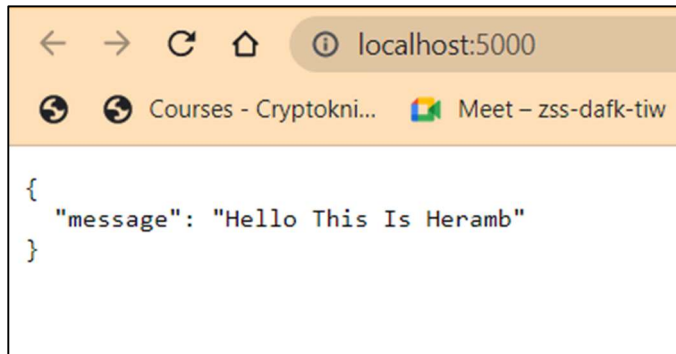 localhost:5000
Courses - Cryptokni... Meet – zss-dafk-tiw
{
  "message": "Hello This Is Heramb"
}